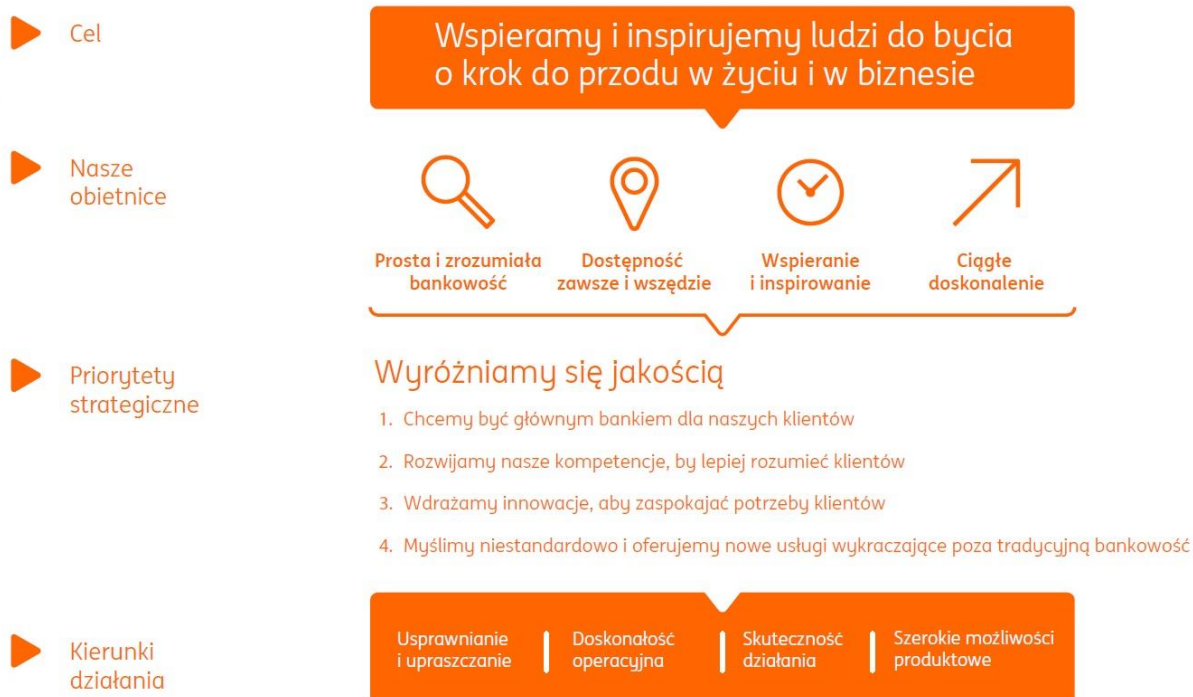 Cel
Wspieramy i inspirujemy ludzi do bycia
o krok do przodu w życiu i w biznesie
Nasze
obietnice
Prosta i zrozumiała
bankowość
Dostępność
zawsze i wszędzie
Wspieranie
i inspirowanie
Ciągłe
doskonalenie
Priorytety
strategiczne
Wyróżniamy się jakością
1. Chcemy być głównym bankiem dla naszych klientów
2. Rozwijamy nasze kompetencje, by lepiej rozumieć klientów
3. Wdrażamy innowacje, aby zaspokajać potrzeby klientów
4. Myślimy niestandardowo i oferujemy nowe usługi wykraczające poza tradycyjną bankowość
Kierunki
działania
Usprawnianie
i upraszczanie
Doskonałość
operacyjna
Skuteczność
działania
Szerokie możliwości
produktowe